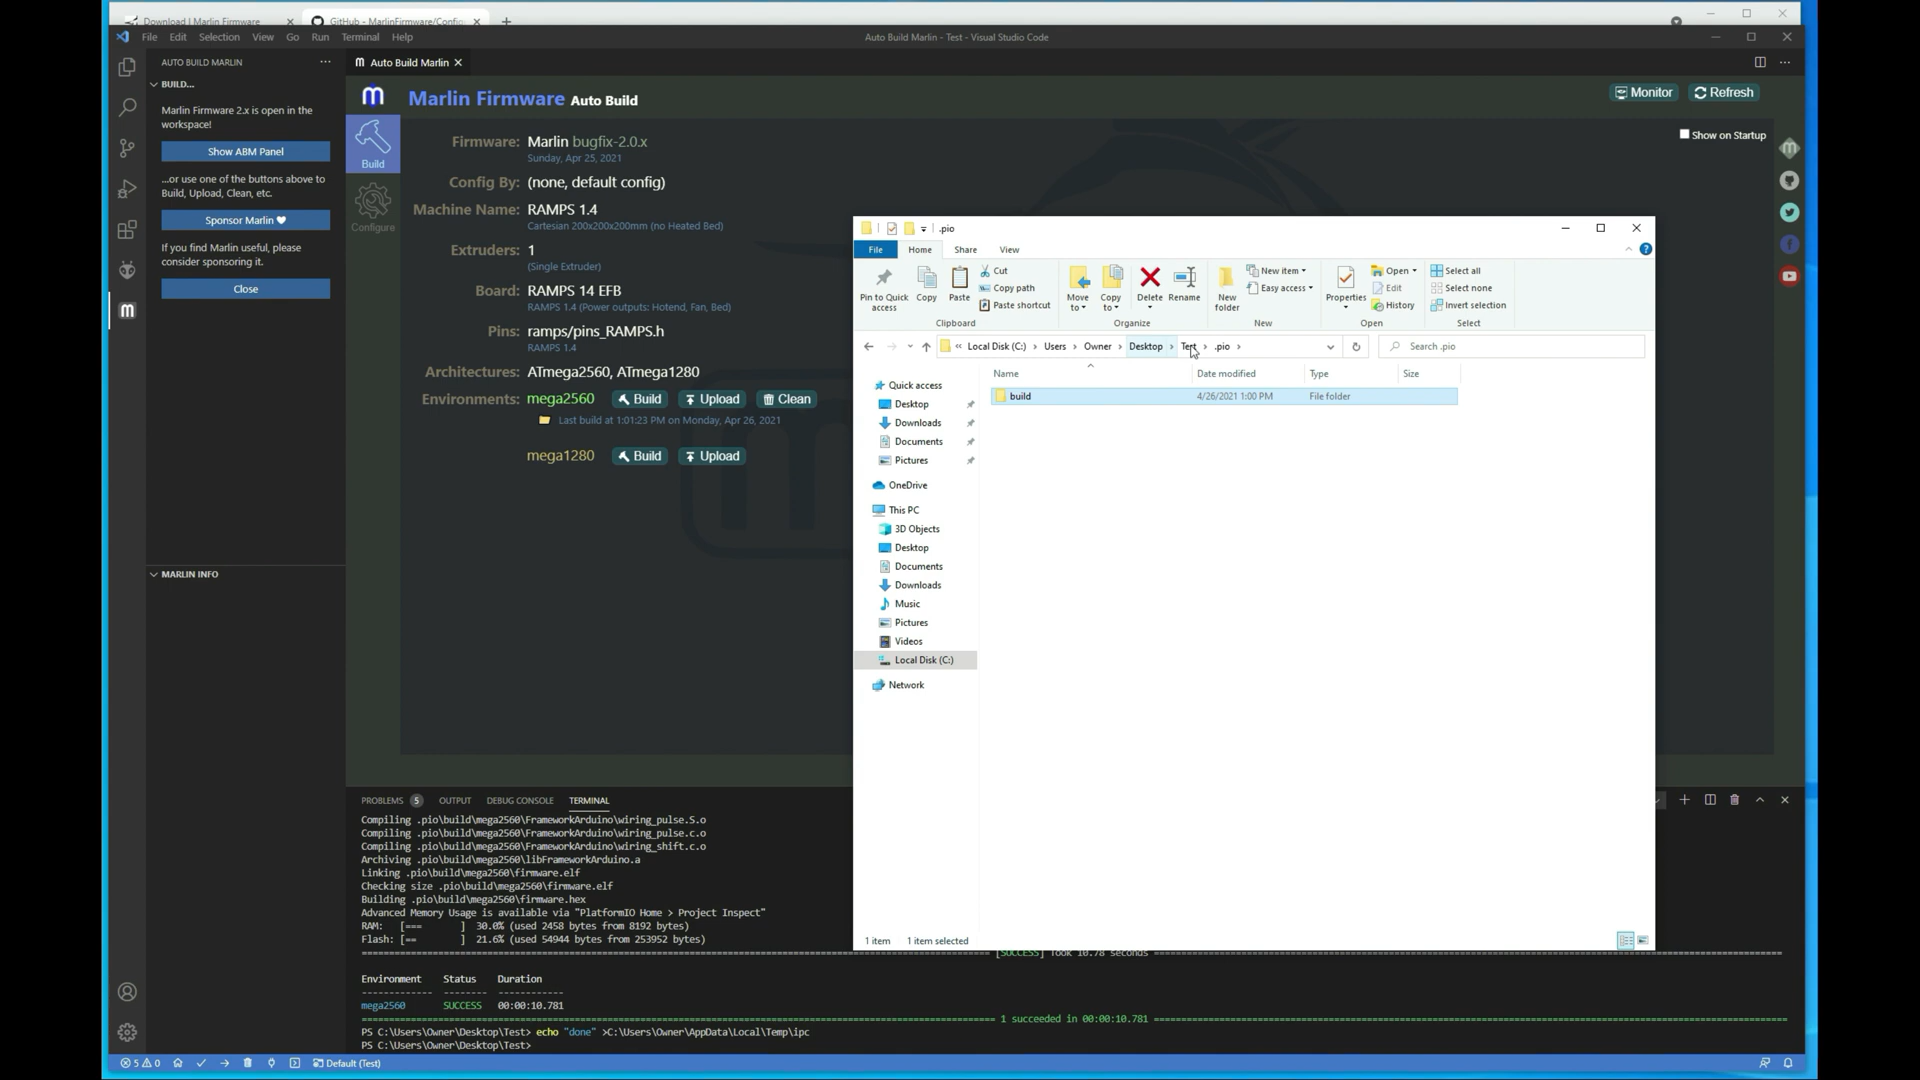 Download | Marlin Firmware
GitHub - MarlinFirmware/Config
File Edit Selection View Go Run Terminal Help
Auto Build Marlin - Test - Visual Studio Code
AUTO BUILD MARLIN
BUILD...
Marlin Firmware 2.x is open in the
workspace!
Show ABM Panel
...or use one of the buttons above to
Build, Upload, Clean, etc.
Sponsor Marlin
If you find Marlin useful, please
consider sponsoring it.
Close
MARLIN INFO
Auto Build Marlin
Marlin Firmware Auto Build
Monitor Refresh
Show on Startup
Build
Configure
Firmware: Marlin bugfix-2.0.x
Sunday, Apr 25, 2021
Config By: (none, default config)
Machine Name: RAMPS 1.4
Cartesian 200x200x200mm (no Heated Bed)
Extruders: 1
(Single Extruder)
Board: RAMPS 14 EFB
RAMPS 1.4 (Power outputs: Hotend, Fan, Bed)
Pins: ramps/pins_RAMPS.h
RAMPS 1.4
Architectures: ATmega2560, ATmega1280
Environments: mega2560 Build Upload Clean
Last build at 1:01:23 PM on Monday, Apr 26, 2021
mega1280 Build Upload
.pio
File Home Share View
Pin to Quick access
Copy
Paste
Cut
Copy path
Paste shortcut
Clipboard
Move to
Copy to
Delete
Rename
Organize
New folder
New item
Easy access
New
Properties
Open
Edit
History
Open
Select all
Select none
Invert selection
Select
« Local Disk (C:) › Users › Owner › Desktop › Test › .pio ›
Search .pio
Quick access
Desktop
Downloads
Documents
Pictures
OneDrive
This PC
3D Objects
Desktop
Documents
Downloads
Music
Pictures
Videos
Local Disk (C:)
Network
Name Date modified Type Size
build 4/26/2021 1:00 PM File folder
1 item 1 item selected
PROBLEMS 5 OUTPUT DEBUG CONSOLE TERMINAL
Compiling .pio\build\mega2560\FrameworkArduino\wiring_pulse.S.o
Compiling .pio\build\mega2560\FrameworkArduino\wiring_pulse.c.o
Compiling .pio\build\mega2560\FrameworkArduino\wiring_shift.c.o
Archiving .pio\build\mega2560\libFrameworkArduino.a
Linking .pio\build\mega2560\firmware.elf
Checking size .pio\build\mega2560\firmware.elf
Building .pio\build\mega2560\firmware.hex
Advanced Memory Usage is available via "PlatformIO Home > Project Inspect"
RAM: [=== ] 30.0% (used 2458 bytes from 8192 bytes)
Flash: [== ] 21.6% (used 54944 bytes from 253952 bytes)
[SUCCESS] Took 10.78 seconds
Environment Status Duration
mega2560 SUCCESS 00:00:10.781
1 succeeded in 00:00:10.781
PS C:\Users\Owner\Desktop\Test> echo "done" >C:\Users\Owner\AppData\Local\Temp\ipc
PS C:\Users\Owner\Desktop\Test>
5 0 Default (Test)